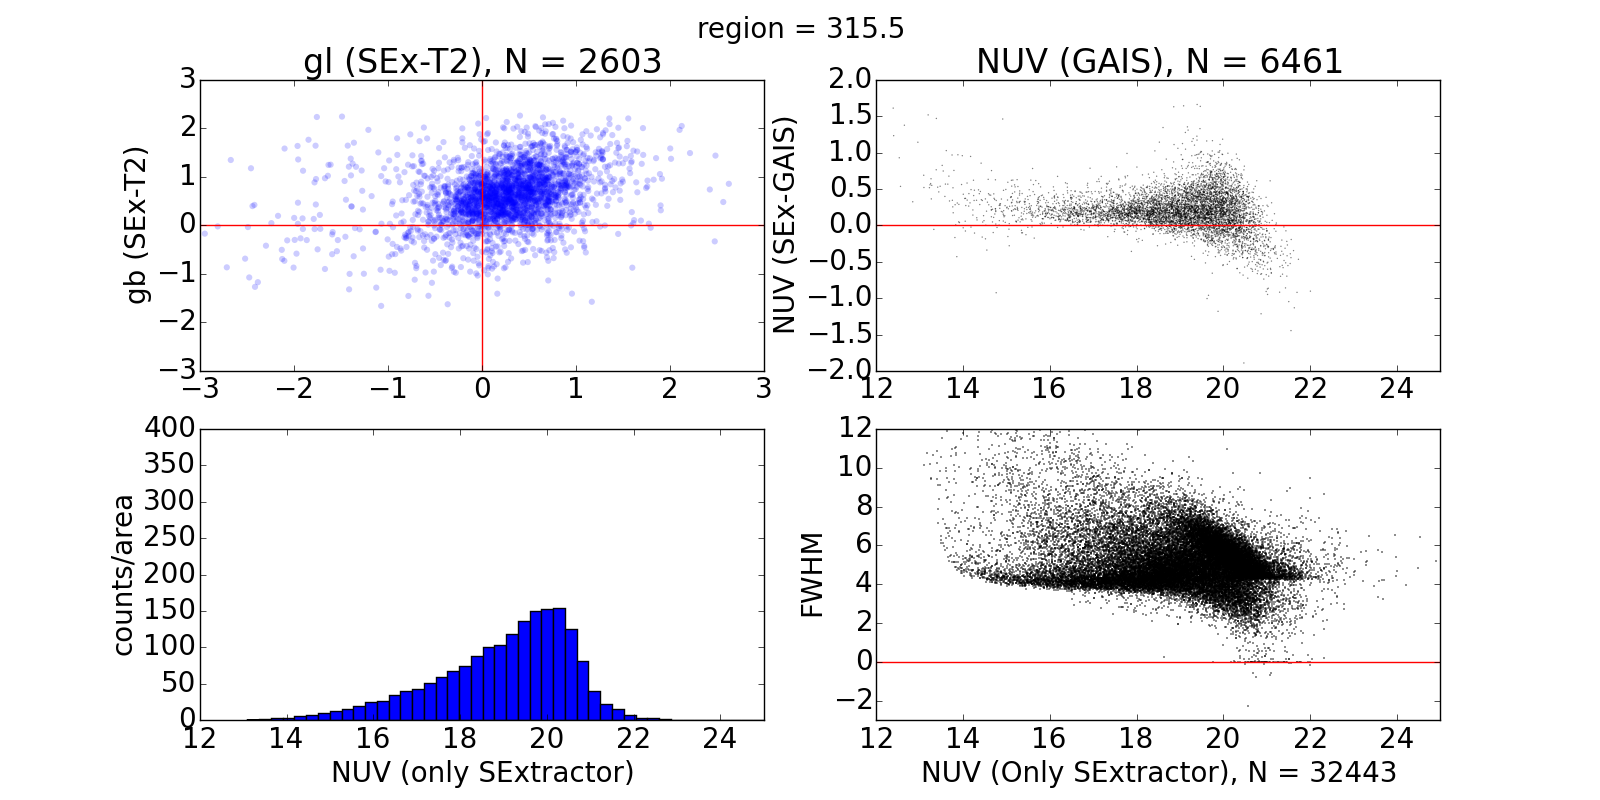 region = 315.5
gl (SEx-T2), N = 2603
NUV (GAIS), N = 6461
gb (SEx-T2)
3
2
1
0
−1
−2
−3
−3 −2 −1 0 1 2 3
NUV (SEx-GAIS)
2.0
1.5
1.0
0.5
0.0
−0.5
−1.0
−1.5
−2.0
12 14 16 18 20 22 24
counts/area
400
350
300
250
200
150
100
50
0
12 14 16 18 20 22 24
NUV (only SExtractor)
FWHM
12
10
8
6
4
2
0
−2
12 14 16 18 20 22 24
NUV (Only SExtractor), N = 32443